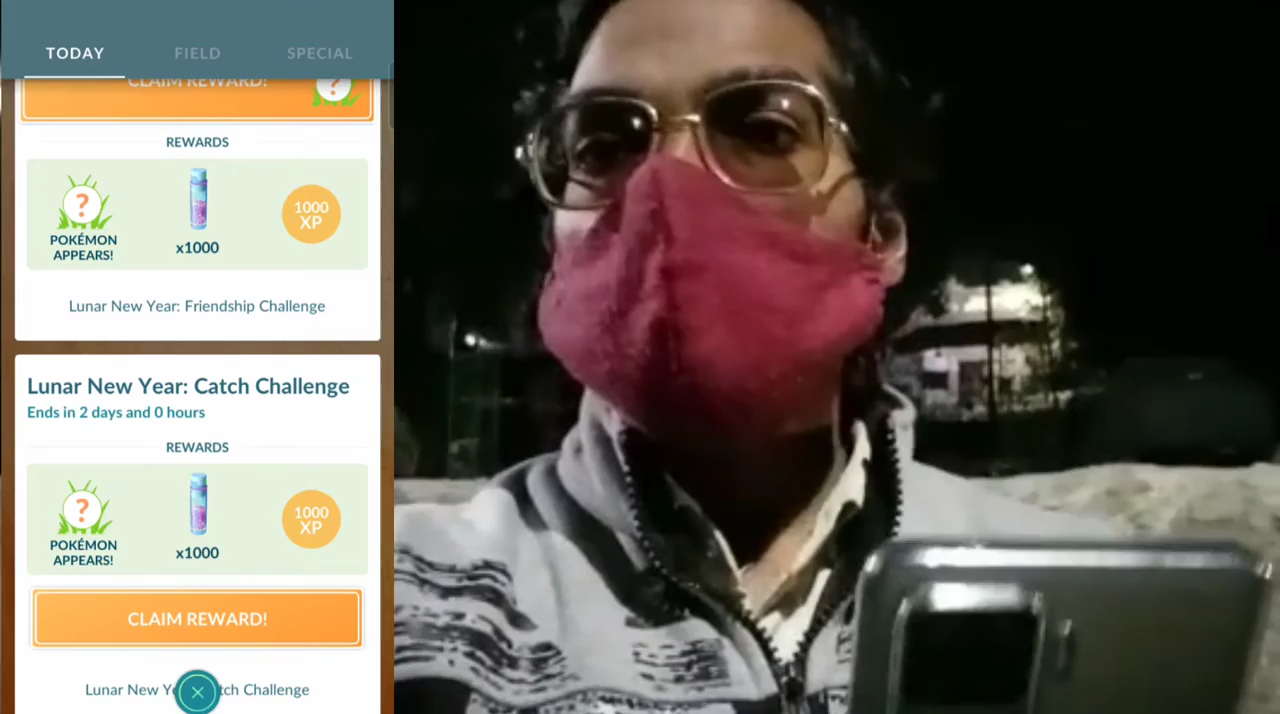 TODAY
FIELD
SPECIAL
CLAIM REWARD!
REWARDS
?
?
POKÉMON
APPEARS!
x1000
1000
XP
Lunar New Year: Friendship Challenge
Lunar New Year: Catch Challenge
Ends in 2 days and 0 hours
REWARDS
?
POKÉMON
APPEARS!
x1000
1000
XP
CLAIM REWARD!
Lunar New Ye tch Challenge